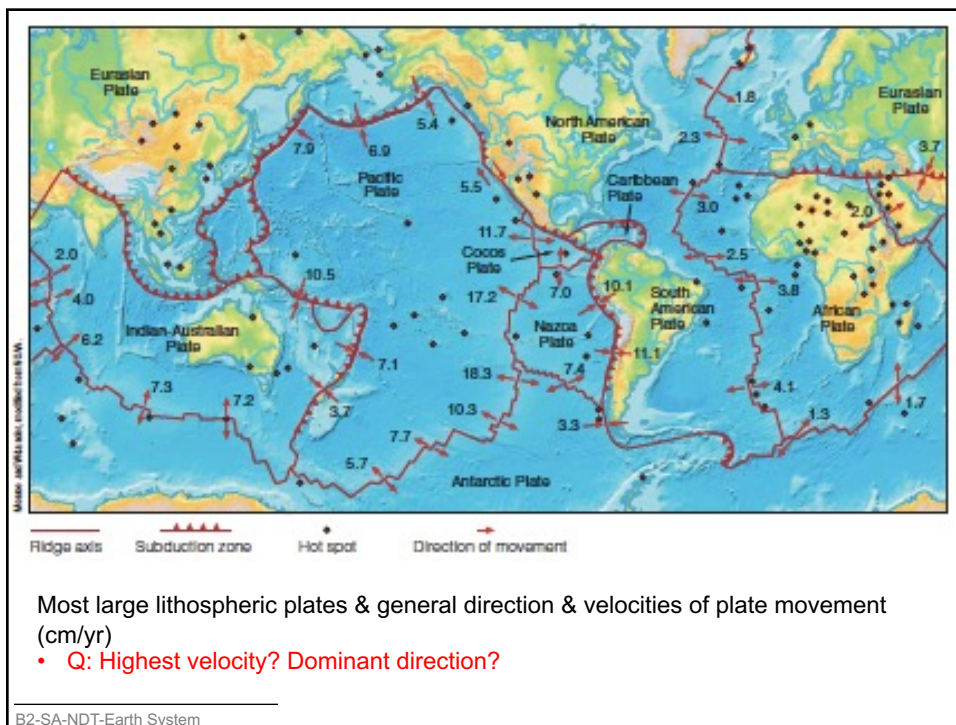 Eurasian
Plate
North American
Plate
Eurasian
Plate
1.8
2.3
3.7
5.4
7.9
6.9
Pacific
Plate
5.5
Caribbean
Plate
3.0
2.0
11.7
Cocos
Plate
2.5
2.0
4.0
10.5
17.2
7.0
10.1
South
American
Plate
3.8
African
Plate
6.2
Indian-Australian
Plate
Nazca
Plate
11.1
7.1
7.4
18.3
7.3
7.2
3.7
10.3
3.3
4.1
1.3
1.7
7.7
5.7
Antarctic Plate
Ridge axis
Subduction zone
Hot spot
Direction of movement
Most large lithospheric plates & general direction & velocities of plate movement
(cm/yr)
• Q: Highest velocity? Dominant direction?
B2-SA-NDT-Earth System